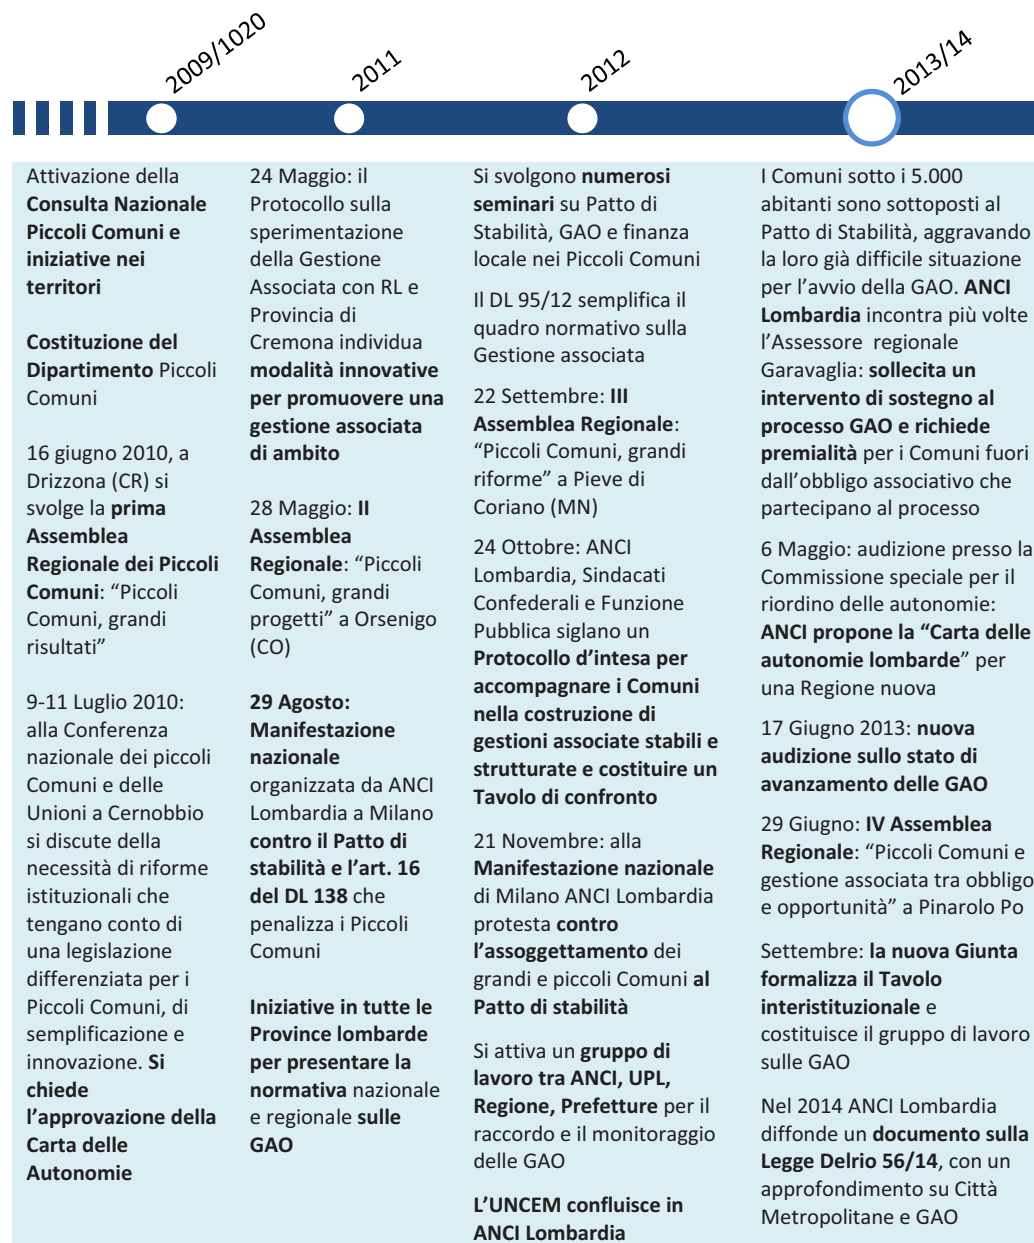 2009/1020
2011
2012
2013/14
Attivazione della
Consulta Nazionale
Piccoli Comuni e
iniziative nei
territori
Costituzione del
Dipartimento Piccoli
Comuni
16 giugno 2010, a
Drizzona (CR) si
svolge la prima
Assemblea
Regionale dei Piccoli
Comuni: “Piccoli
Comuni, grandi
risultati”
9-11 Luglio 2010:
alla Conferenza
nazionale dei piccoli
Comuni e delle
Unioni a Cernobbio
si discute della
necessità di riforme
istituzionali che
tengano conto di
una legislazione
differenziata per i
Piccoli Comuni, di
semplificazione e
innovazione. Si
chiede
l’approvazione della
Carta delle
Autonomie
24 Maggio: il
Protocollo sulla
sperimentazione
della Gestione
Associata con RL e
Provincia di
Cremona individua
modalità innovative
per promuovere una
gestione associata
di ambito
28 Maggio: II
Assemblea
Regionale: “Piccoli
Comuni, grandi
progetti” a Orsenigo
(CO)
29 Agosto:
Manifestazione
nazionale
organizzata da ANCI
Lombardia a Milano
contro il Patto di
stabilità e l’art. 16
del DL 138 che
penalizza i Piccoli
Comuni
Iniziative in tutte le
Province lombarde
per presentare la
normativa nazionale
e regionale sulle
GAO
Si svolgono numerosi
seminari su Patto di
Stabilità, GAO e finanza
locale nei Piccoli Comuni
Il DL 95/12 semplifica il
quadro normativo sulla
Gestione associata
22 Settembre: III
Assemblea Regionale:
“Piccoli Comuni, grandi
riforme” a Pieve di
Coriano (MN)
24 Ottobre: ANCI
Lombardia, Sindacati
Confederali e Funzione
Pubblica siglano un
Protocollo d’intesa per
accompagnare i Comuni
nella costruzione di
gestioni associate stabili e
strutturate e costituire un
Tavolo di confronto
21 Novembre: alla
Manifestazione nazionale
di Milano ANCI Lombardia
protesta contro
l’assoggettamento dei
grandi e piccoli Comuni al
Patto di stabilità
Si attiva un gruppo di
lavoro tra ANCI, UPL,
Regione, Prefetture per il
raccordo e il monitoraggio
delle GAO
L’UNCEM confluisce in
ANCI Lombardia
I Comuni sotto i 5.000
abitanti sono sottoposti al
Patto di Stabilità, aggravando
la loro già difficile situazione
per l’avvio della GAO. ANCI
Lombardia incontra più volte
l’Assessore regionale
Garavaglia: sollecita un
intervento di sostegno al
processo GAO e richiede
premialità per i Comuni fuori
dall’obbligo associativo che
partecipano al processo
6 Maggio: audizione presso la
Commissione speciale per il
riordino delle autonomie:
ANCI propone la “Carta delle
autonomie lombarde” per
una Regione nuova
17 Giugno 2013: nuova
audizione sullo stato di
avanzamento delle GAO
29 Giugno: IV Assemblea
Regionale: “Piccoli Comuni e
gestione associata tra obbligo
e opportunità” a Pinarolo Po
Settembre: la nuova Giunta
formalizza il Tavolo
interistituzionale e
costituisce il gruppo di lavoro
sulle GAO
Nel 2014 ANCI Lombardia
diffonde un documento sulla
Legge Delrio 56/14, con un
approfondimento su Città
Metropolitane e GAO